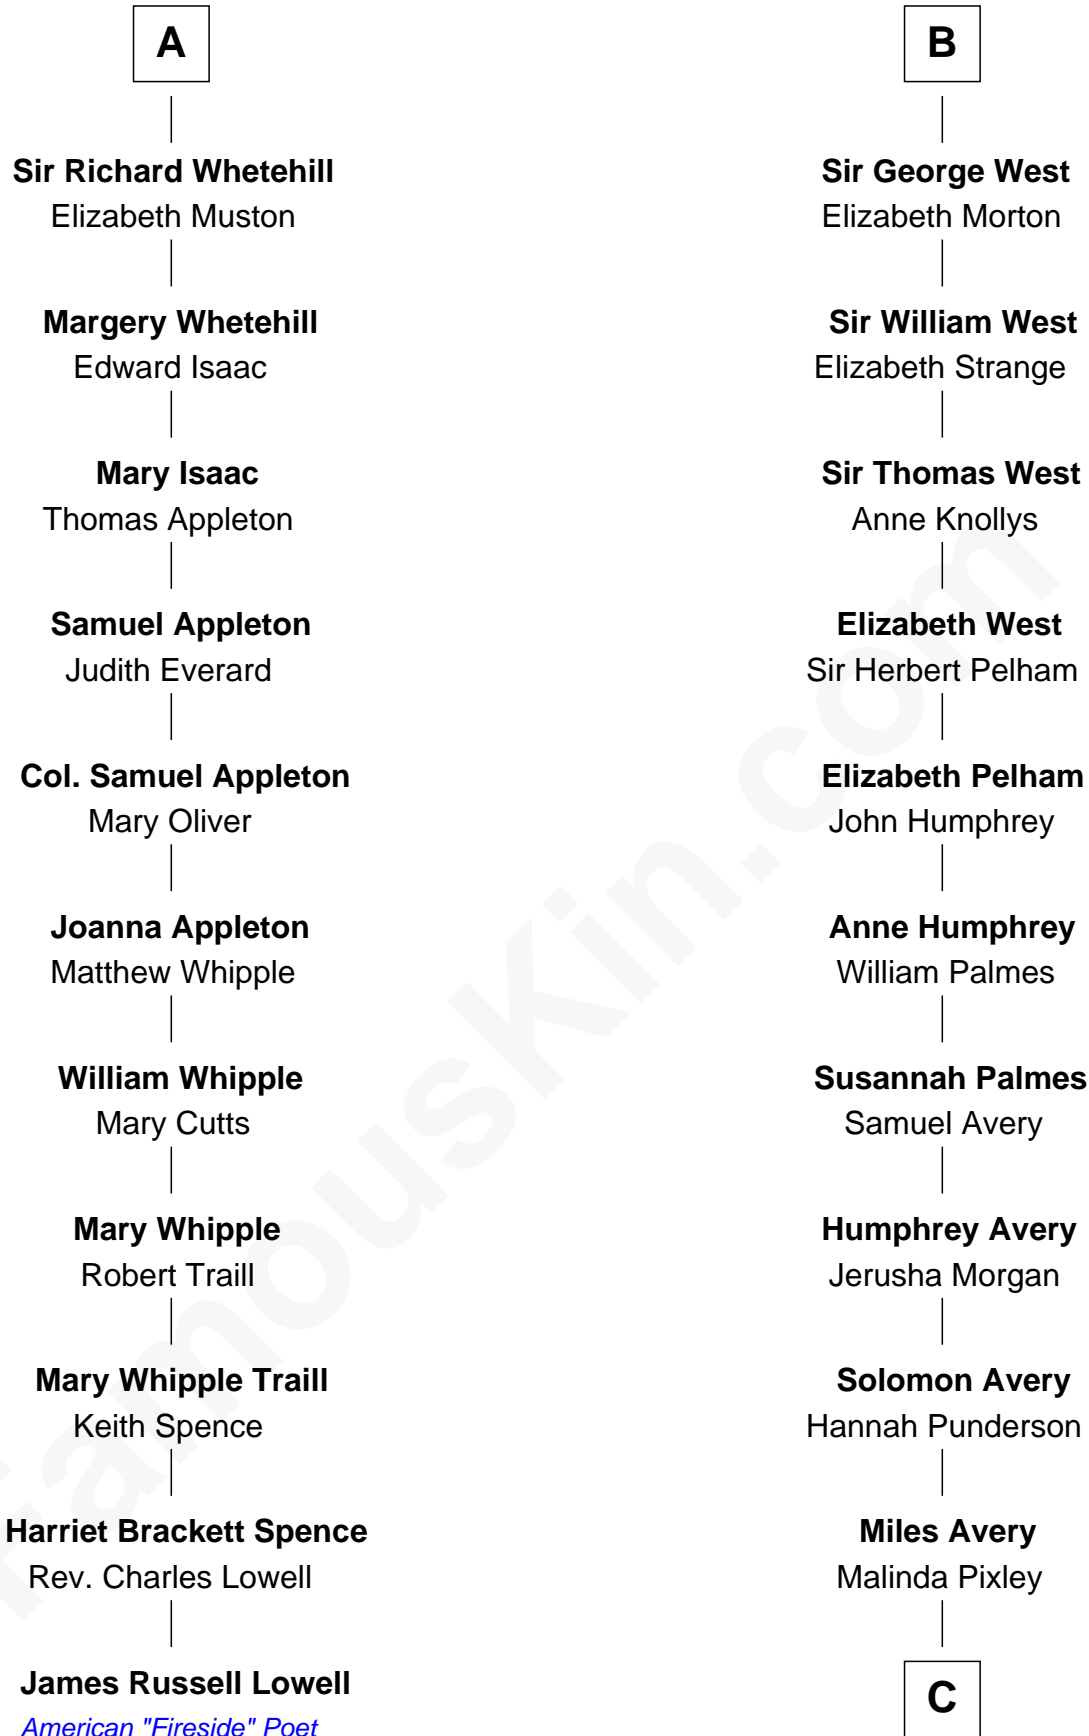 A
Sir Richard Whetehill
Elizabeth Muston
Margery Whetehill
Edward Isaac
Mary Isaac
Thomas Appleton
Samuel Appleton
Judith Everard
Col. Samuel Appleton
Mary Oliver
Joanna Appleton
Matthew Whipple
William Whipple
Mary Cutts
Mary Whipple
Robert Traill
Mary Whipple Traill
Keith Spence
Harriet Brackett Spence
Rev. Charles Lowell
James Russell Lowell
American "Fireside" Poet
B
Sir George West
Elizabeth Morton
Sir William West
Elizabeth Strange
Sir Thomas West
Anne Knollys
Elizabeth West
Sir Herbert Pelham
Elizabeth Pelham
John Humphrey
Anne Humphrey
William Palmes
Susannah Palmes
Samuel Avery
Humphrey Avery
Jerusha Morgan
Solomon Avery
Hannah Punderson
Miles Avery
Malinda Pixley
C
FamousKin.com